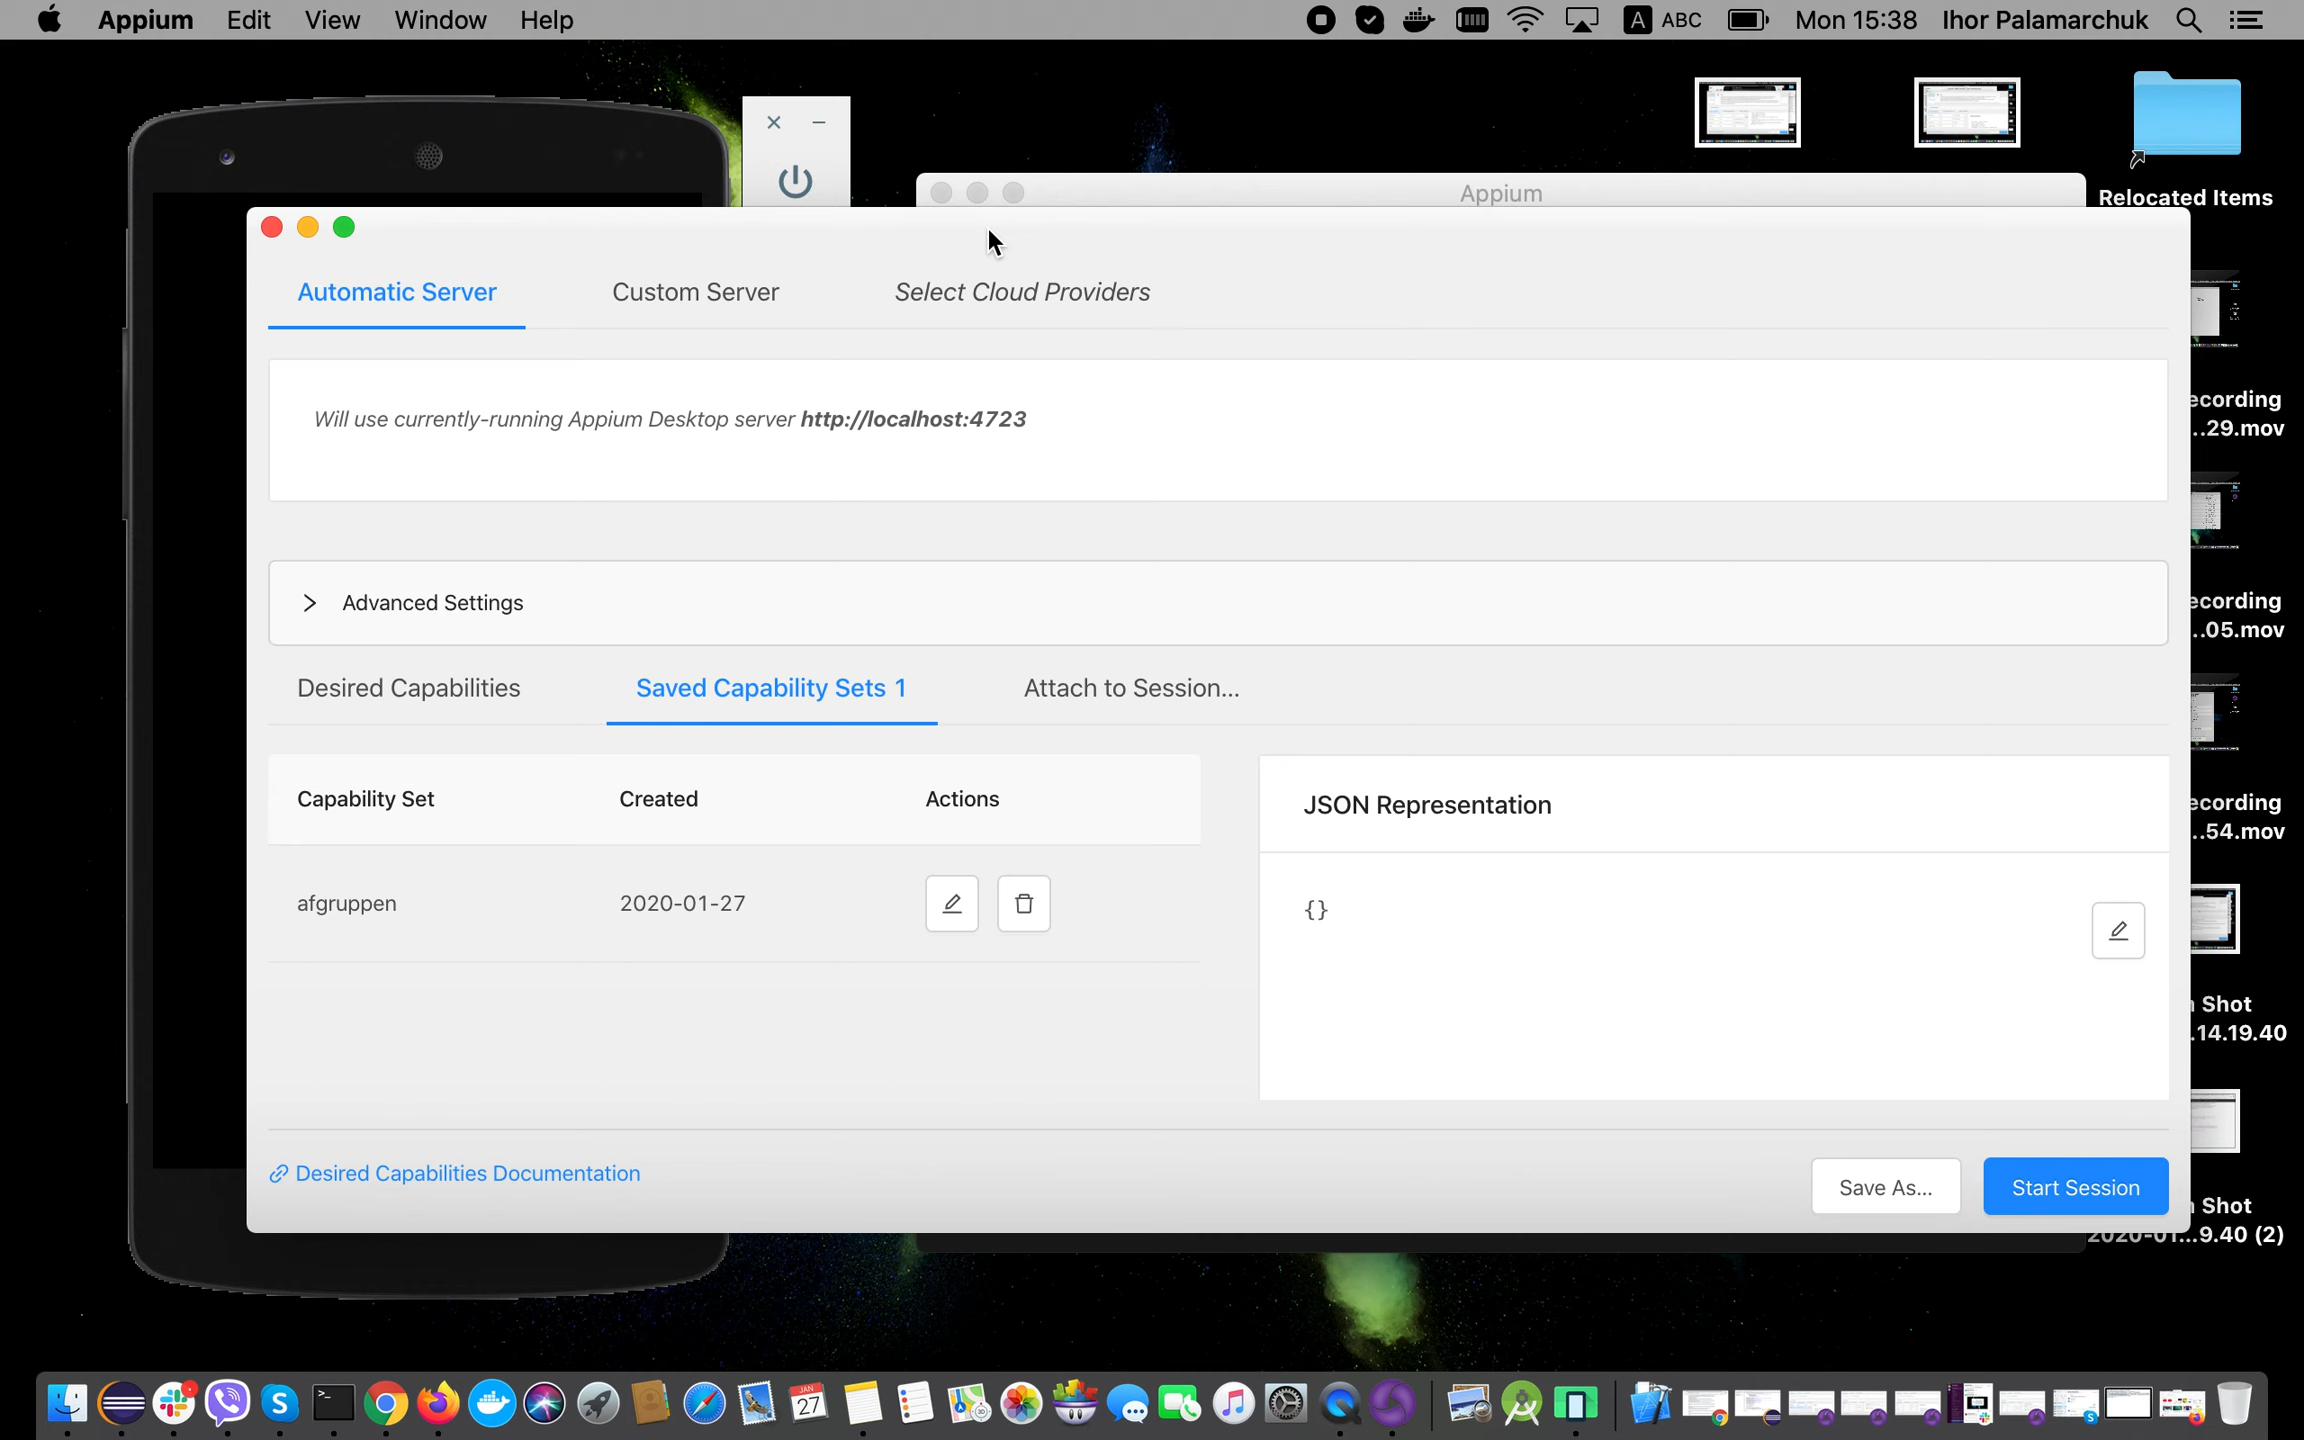 Appium Edit View Window Help
ABC Mon 15:38 Ihor Palamarchuk
Appium
Relocated Items
Automatic Server Custom Server Select Cloud Providers
Will use currently-running Appium Desktop server http://localhost:4723
ecording
..29.mov
Advanced Settings
ecording
..05.mov
Desired Capabilities Saved Capability Sets 1 Attach to Session...
Capability Set Created Actions
JSON Representation
ecording
..54.mov
afgruppen 2020-01-27
{}
Shot
.14.19.40
Desired Capabilities Documentation
Save As... Start Session
Shot
2020-01...9.40 (2)
JAN
27